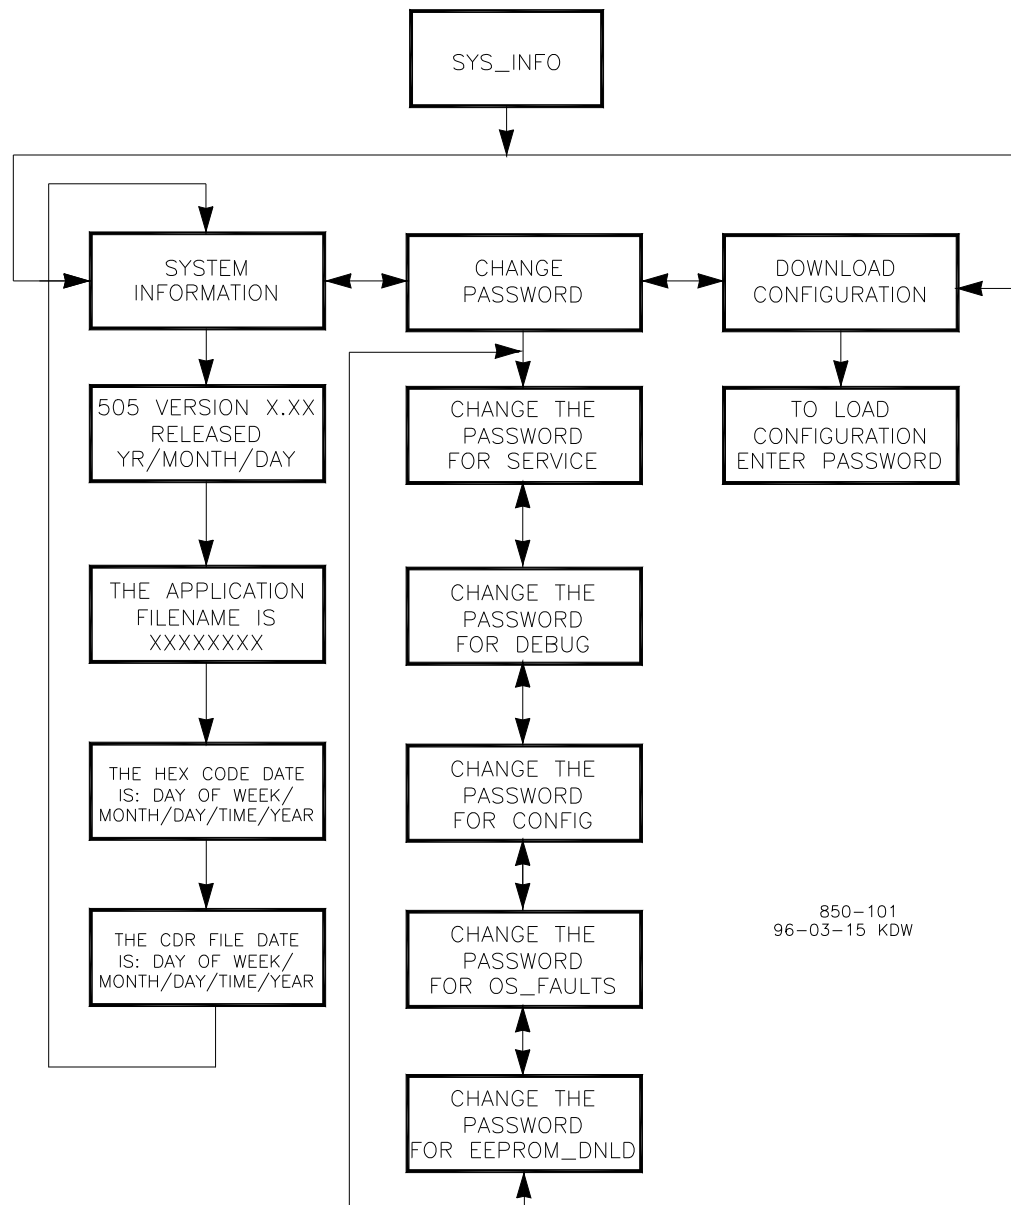 SYS_INFO
SYSTEM
INFORMATION
CHANGE
PASSWORD
DOWNLOAD
CONFIGURATION
505 VERSION X.XX
RELEASED
YR/MONTH/DAY
CHANGE THE
PASSWORD
FOR SERVICE
TO LOAD
CONFIGURATION
ENTER PASSWORD
THE APPLICATION
FILENAME IS
XXXXXXXX
CHANGE THE
PASSWORD
FOR DEBUG
THE HEX CODE DATE
IS: DAY OF WEEK/
MONTH/DAY/TIME/YEAR
CHANGE THE
PASSWORD
FOR CONFIG
THE CDR FILE DATE
IS: DAY OF WEEK/
MONTH/DAY/TIME/YEAR
CHANGE THE
PASSWORD
FOR OS_FAULTS
850-101
96-03-15 KDW
CHANGE THE
PASSWORD
FOR EEPROM_DNLD